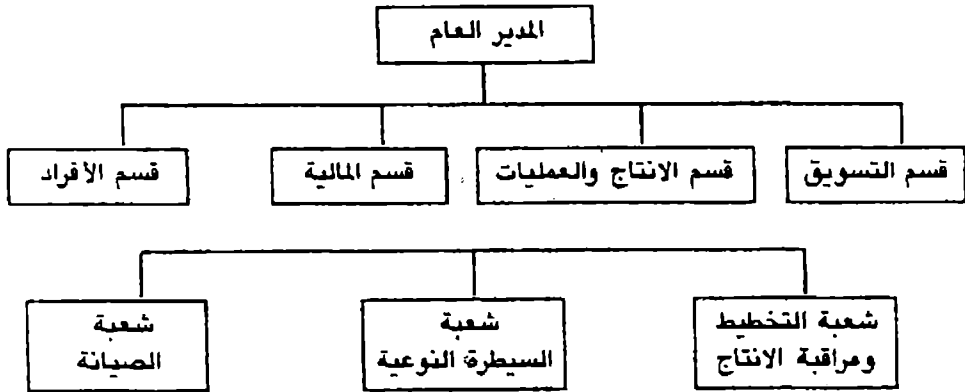 المدير العام
قسم التسويق
قسم الانتاج والعمليات
قسم المالية
قسم الأفراد
شعبة التخطيط
ومراقبة الانتاج
شعبة
السيطرة النوعية
شعبة
الصيانة